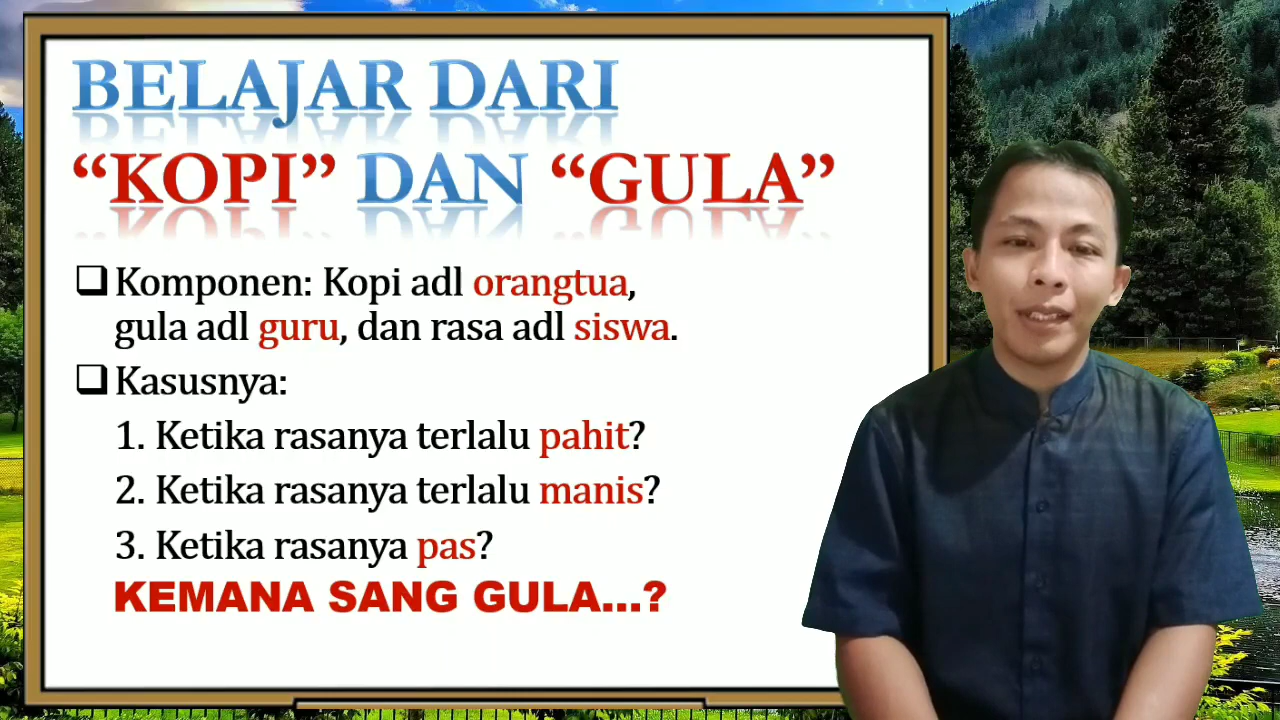 BELAJAR DARI
“KOPI” DAN “GULA”
Komponen: Kopi adl orangtua,
gula adl guru, dan rasa adl siswa.
Kasusnya:
1. Ketika rasanya terlalu pahit?
2. Ketika rasanya terlalu manis?
3. Ketika rasanya pas?
KEMANA SANG GULA...?